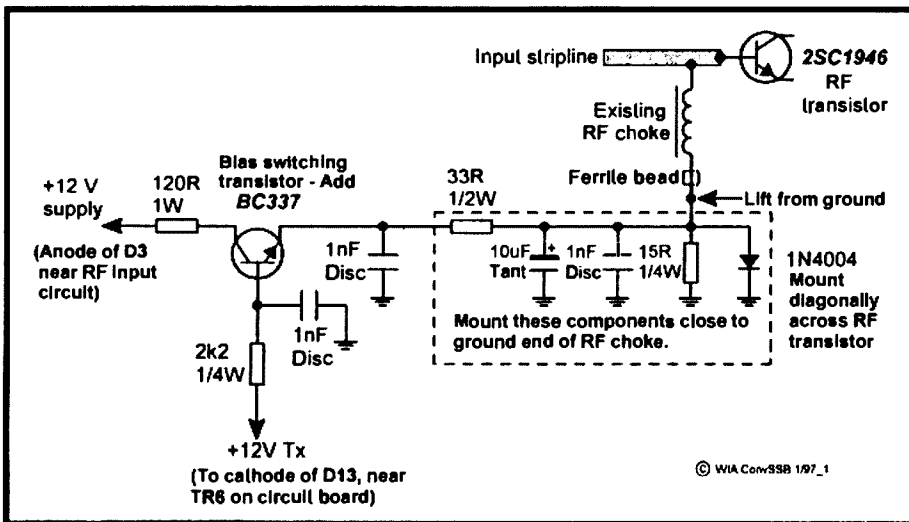 Input stripline
2SC1946
RF
transistor
Existing
RF choke
Ferrite bead
Lift from ground
Bias switching
transistor - Add
BC337
+12 V
supply
120R
1W
(Anode of D3
near RF input
circuit)
33R
1/2W
1nF
Disc
10uF
Tant
+
1nF
Disc
15R
1/4W
1N4004
Mount
diagonally
across RF
transistor
Mount these components close to
ground end of RF choke.
1nF
Disc
2k2
1/4W
+12V Tx
(To cathode of D13, near
TR6 on circuit board)
© WIA ConvSSB 1/97_1